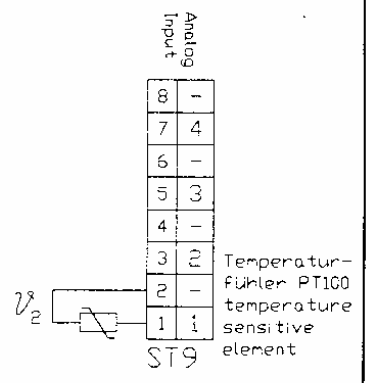 Analog
Input
8 -
7 4
6 -
5 3
4 -
3 2
2 -
1 1
ϑ2
ST9
Temperatur-
fühler PT100
temperature
sensitive
element